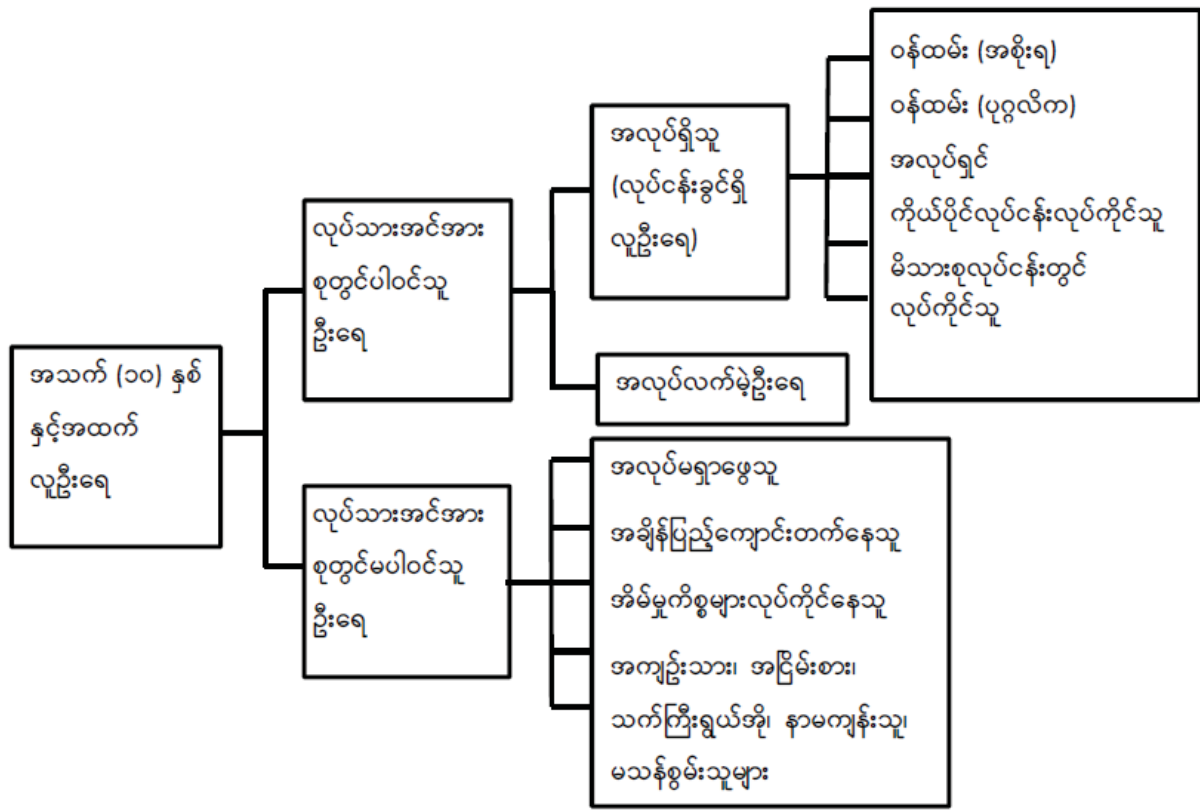 အသက် (၁၀) နှစ်
နှင့်အထက်
လူဦးရေ
လုပ်သားအင်အား
စုတွင်ပါဝင်သူ
ဦးရေ
လုပ်သားအင်အား
စုတွင်မပါဝင်သူ
ဦးရေ
အလုပ်ရှိသူ
(လုပ်ငန်းခွင်ရှိ
လူဦးရေ)
အလုပ်လက်မဲ့ဦးရေ
ဝန်ထမ်း (အစိုးရ)
ဝန်ထမ်း (ပုဂ္ဂလိက)
အလုပ်ရှင်
ကိုယ်ပိုင်လုပ်ငန်းလုပ်ကိုင်သူ
မိသားစုလုပ်ငန်းတွင်
လုပ်ကိုင်သူ
အလုပ်မရှာဖွေသူ
အချိန်ပြည့်ကျောင်းတက်နေသူ
အိမ်မှုကိစ္စများလုပ်ကိုင်နေသူ
အကျဥ်းသား၊ အငြိမ်းစား၊
သက်ကြီးရွယ်အို၊ နာမကျန်းသူ၊
မသန်စွမ်းသူများ